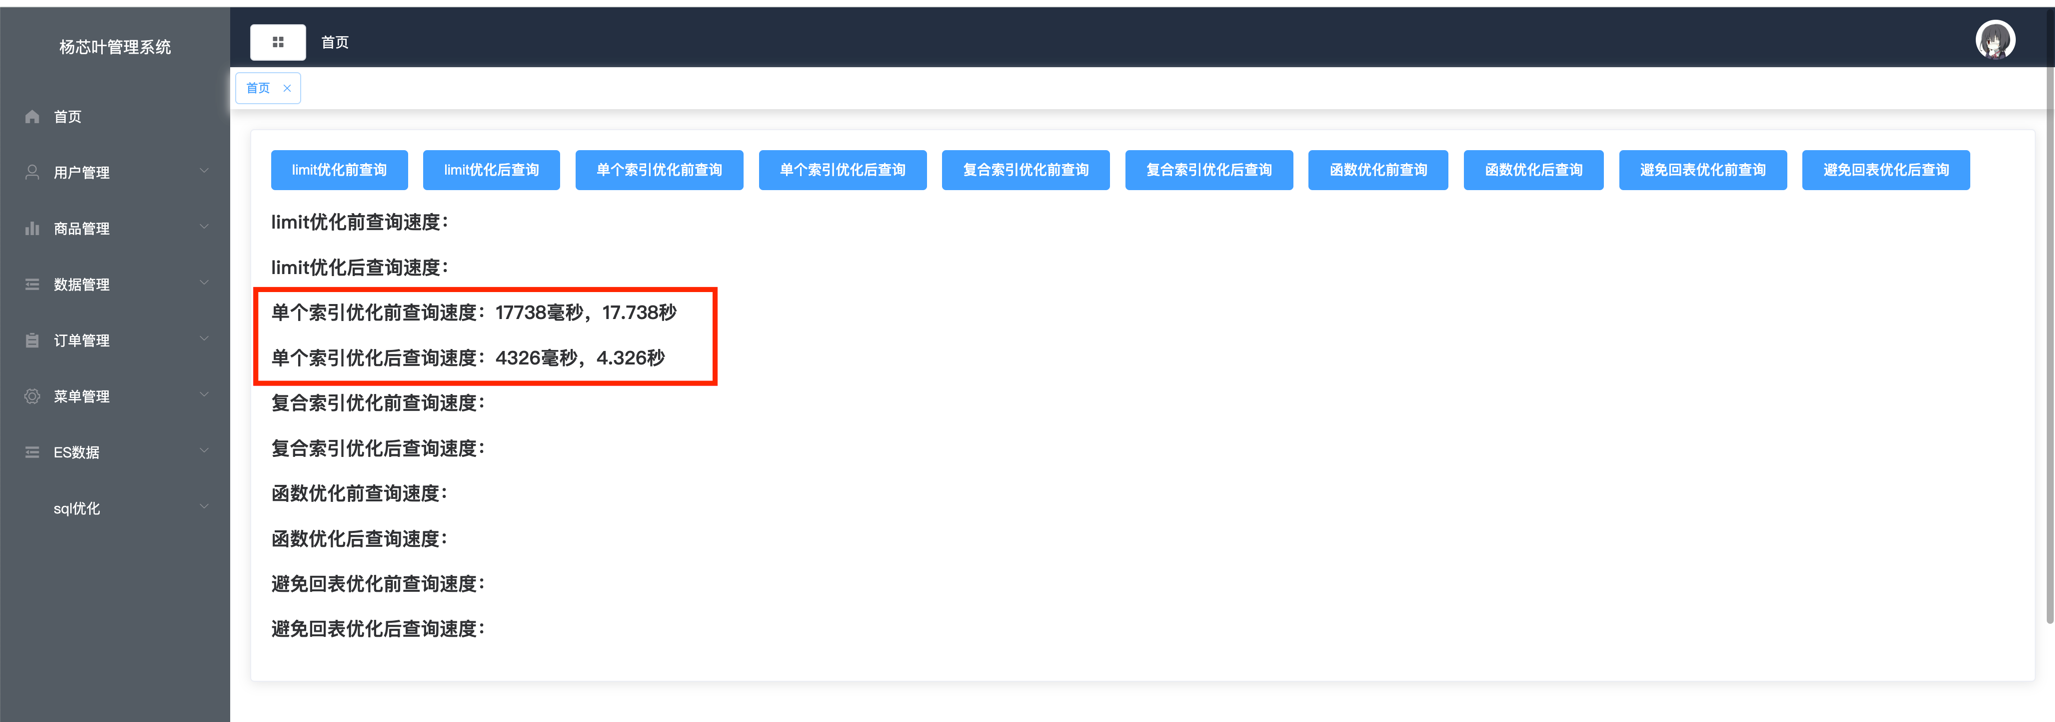 杨芯叶管理系统
首页
首页
首页
用户管理
商品管理
数据管理
订单管理
菜单管理
ES数据
sql优化
limit优化前查询 limit优化后查询 单个索引优化前查询 单个索引优化后查询 复合索引优化前查询 复合索引优化后查询 函数优化前查询 函数优化后查询 避免回表优化前查询 避免回表优化后查询
limit优化前查询速度：
limit优化后查询速度：
单个索引优化前查询速度：17738毫秒，17.738秒
单个索引优化后查询速度：4326毫秒，4.326秒
复合索引优化前查询速度：
复合索引优化后查询速度：
函数优化前查询速度：
函数优化后查询速度：
避免回表优化前查询速度：
避免回表优化后查询速度：